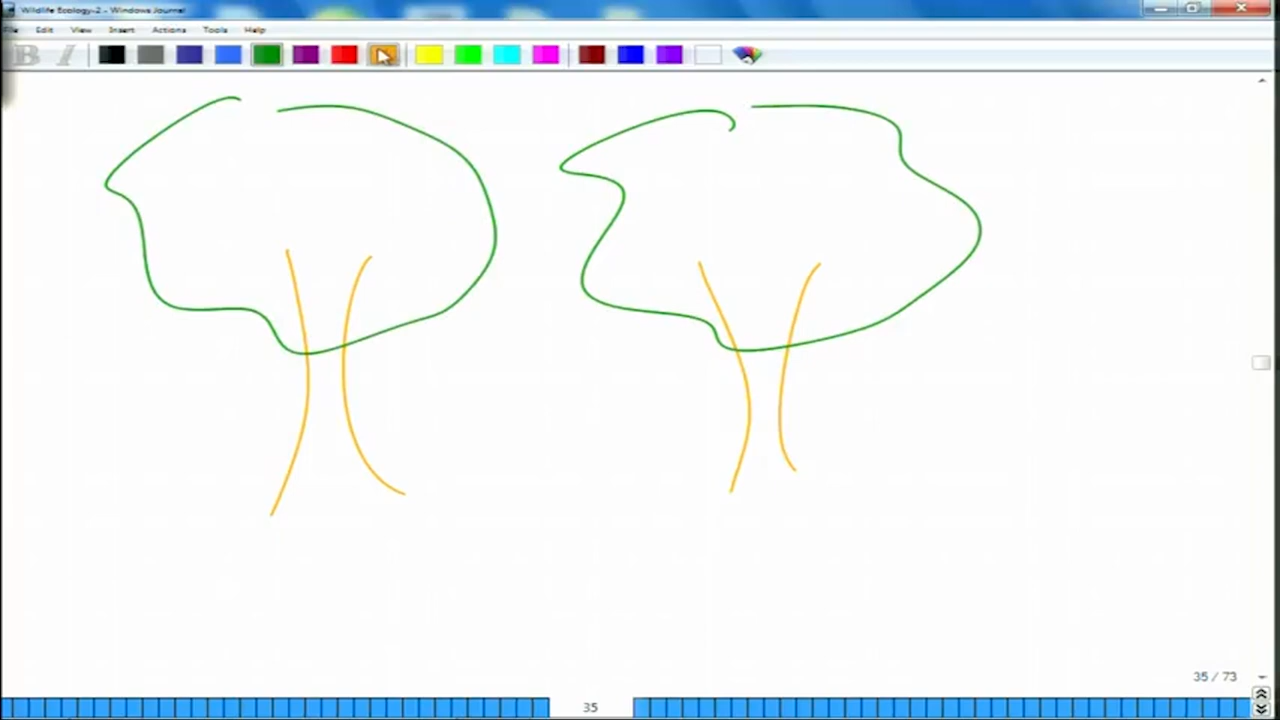 Wildlife Ecology-2 - Windows Journal
File Edit View Insert Actions Tools Help
B I
35 / 73
35